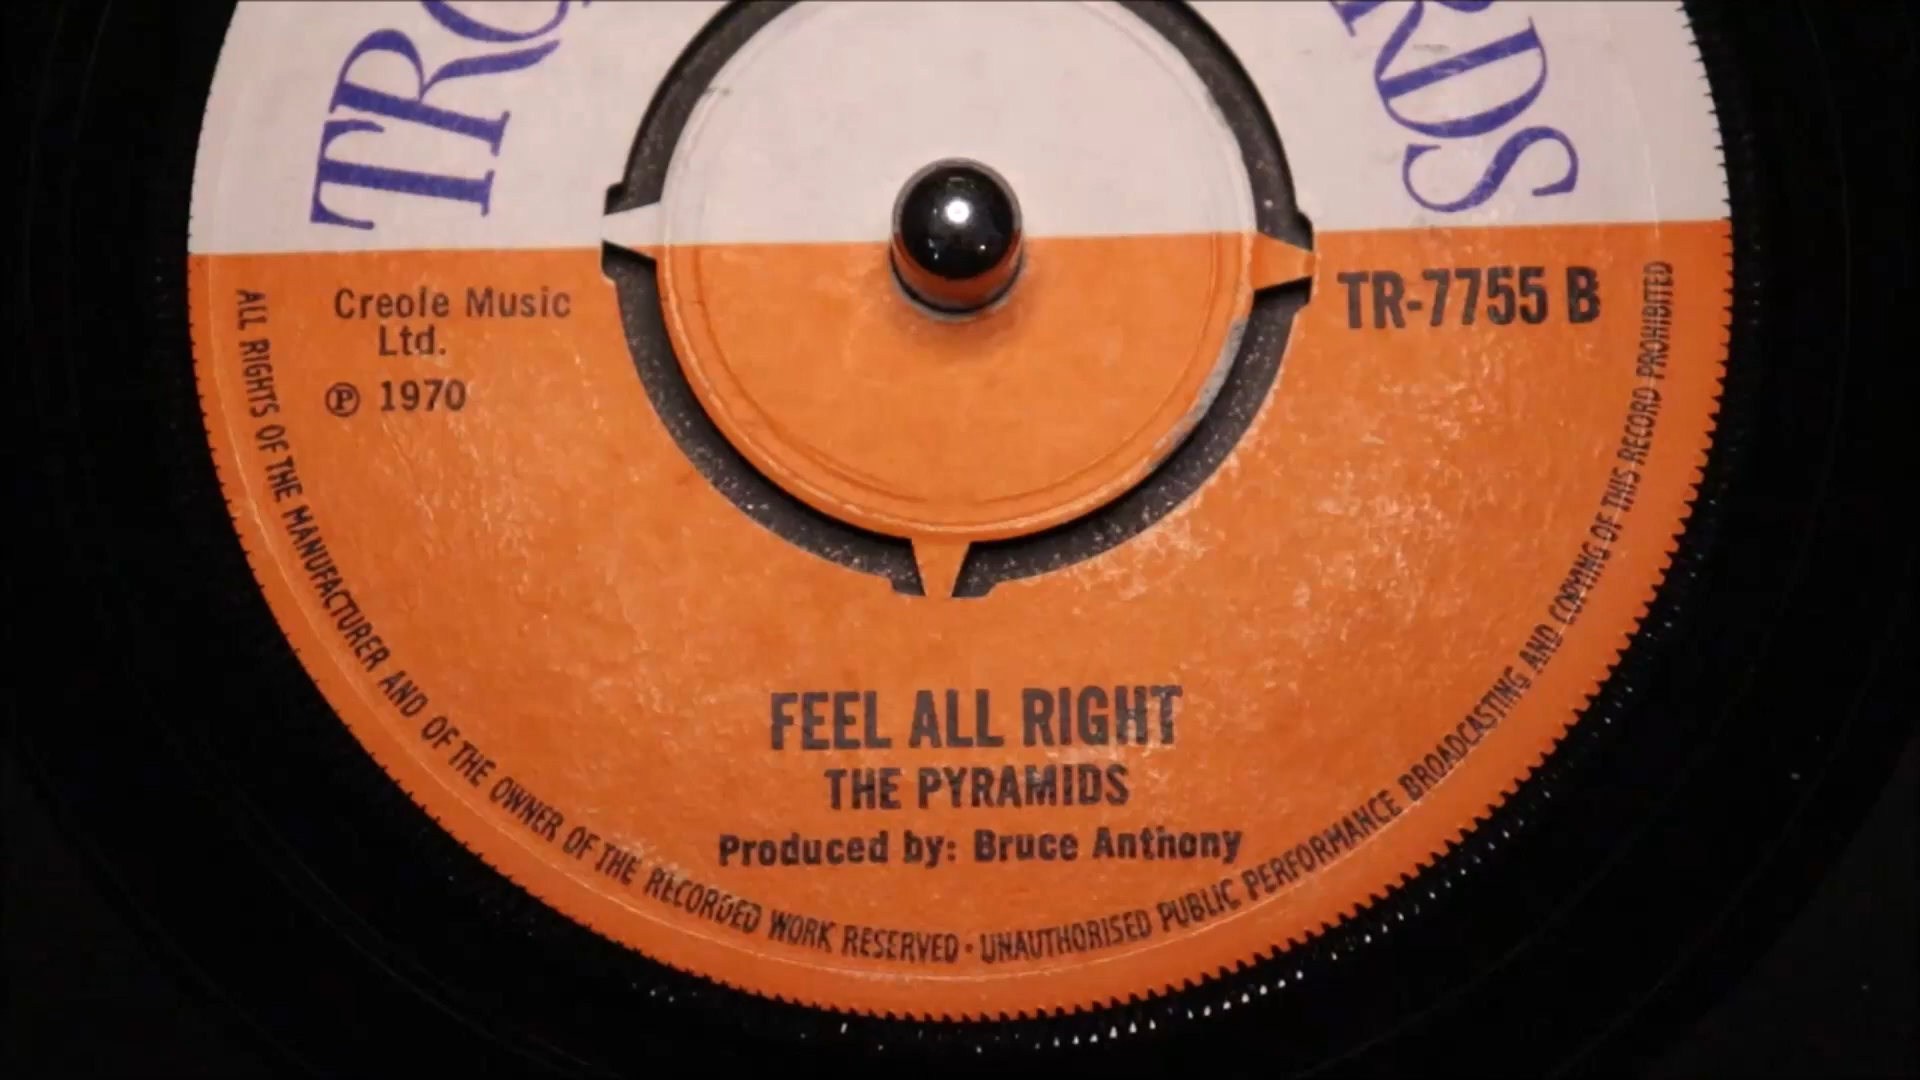 Creole Music
Ltd.
℗ 1970
TR-7755 B
FEEL ALL RIGHT
THE PYRAMIDS
Produced by: Bruce Anthony
ALL RIGHTS OF THE MANUFACTURER AND OF THE OWNER OF THE RECORDED WORK RESERVED · UNAUTHORISED PUBLIC PERFORMANCE BROADCASTING AND COPYING OF THIS RECORD PROHIBITED